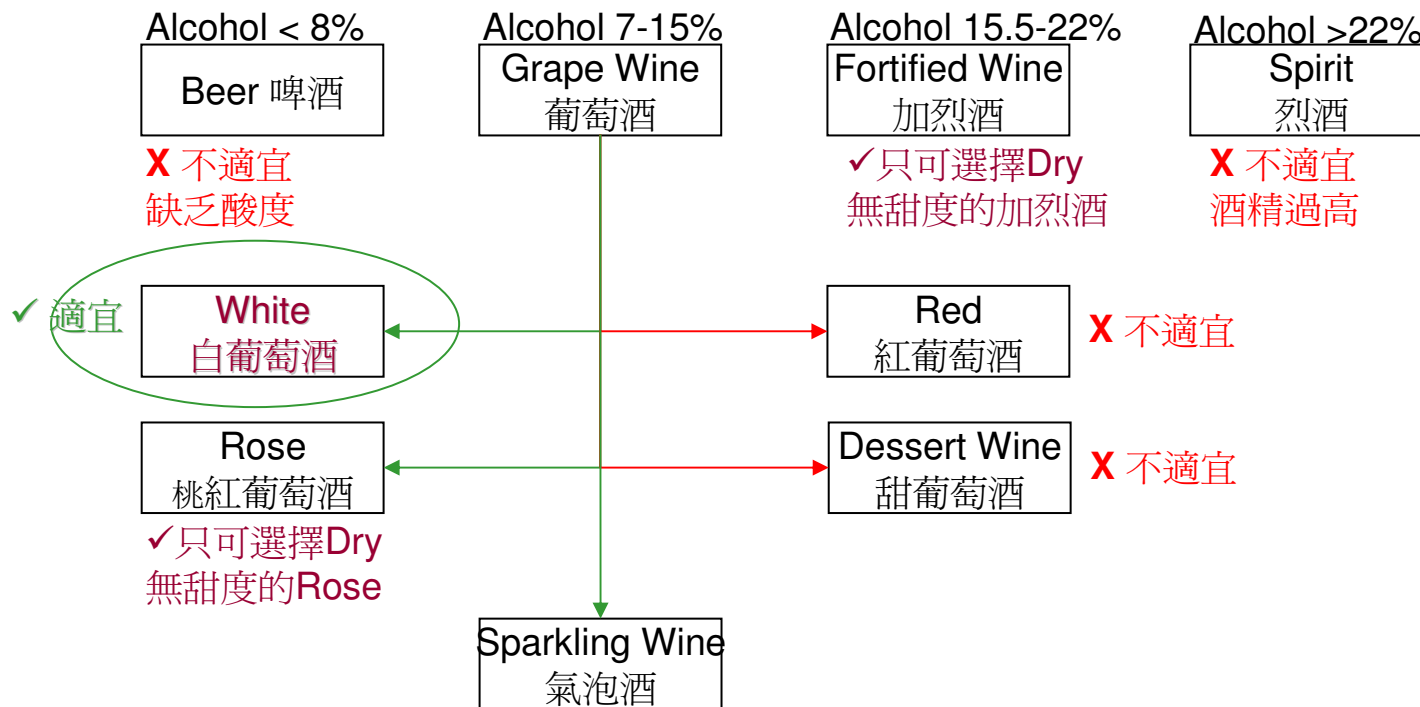 Alcohol < 8%
Alcohol 7-15%
Alcohol 15.5-22%
Alcohol >22%
Beer 啤酒
Grape Wine
葡萄酒
Fortified Wine
加烈酒
Spirit
烈酒
X 不適宜
缺乏酸度
✓只可選擇Dry
無甜度的加烈酒
X 不適宜
酒精過高
✓ 適宜
White
白葡萄酒
Red
紅葡萄酒
X 不適宜
Rose
桃紅葡萄酒
Dessert Wine
甜葡萄酒
X 不適宜
✓只可選擇Dry
無甜度的Rose
Sparkling Wine
氣泡酒